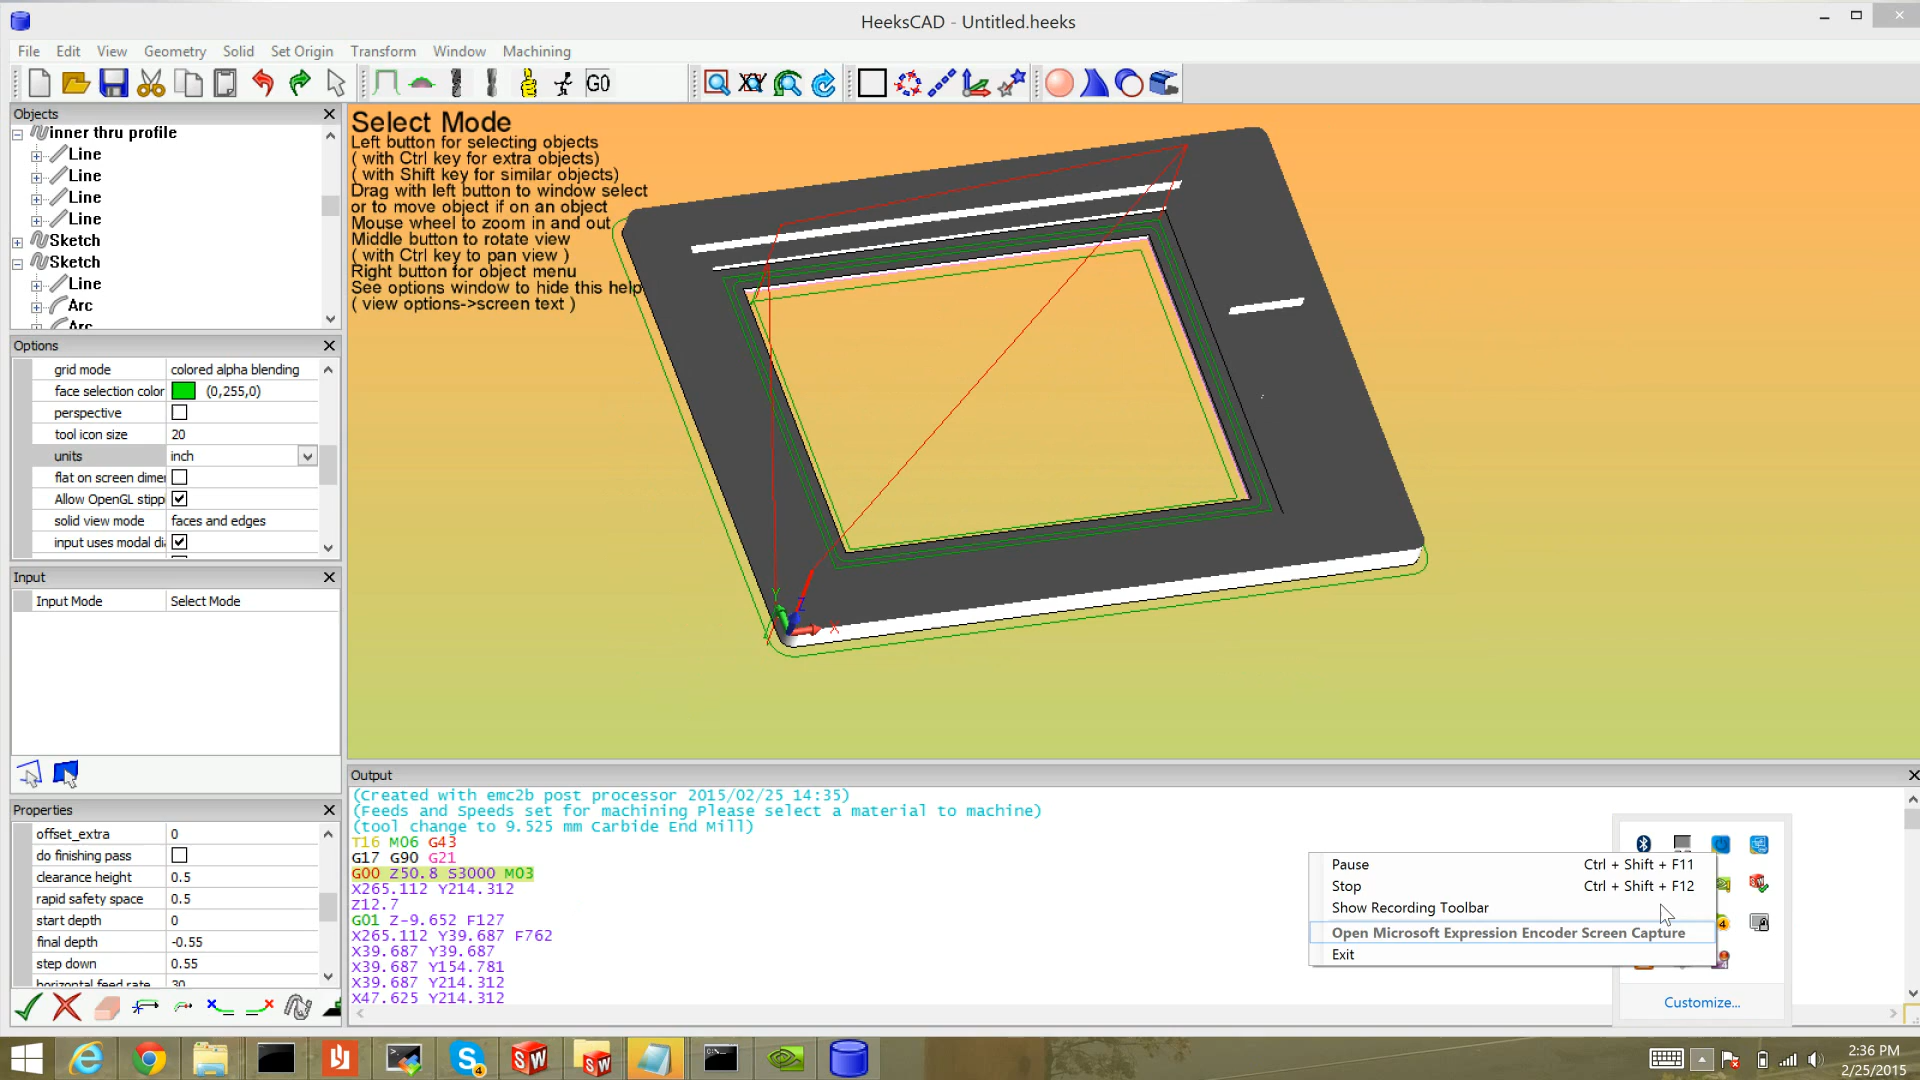 HeeksCAD - Untitled.heeks
File Edit View Geometry Solid Set Origin Transform Window Machining
G0
Objects
inner thru profile
Line
Line
Line
Line
Sketch
Sketch
Line
Arc
Arc
Options
grid mode colored alpha blending
face selection color (0,255,0)
perspective
tool icon size 20
units inch
flat on screen dimer
Allow OpenGL stipp
solid view mode faces and edges
input uses modal di
Input
Input Mode Select Mode
Properties
offset_extra 0
do finishing pass
clearance height 0.5
rapid safety space 0.5
start depth 0
final depth -0.55
step down 0.55
horizontal feed rate 30
Select Mode
Left button for selecting objects
( with Ctrl key for extra objects)
( with Shift key for similar objects)
Drag with left button to window select
or to move object if on an object
Mouse wheel to zoom in and out
Middle button to rotate view
( with Ctrl key to pan view )
Right button for object menu
See options window to hide this help
( view options->screen text )
Y
Z
X
Output
(Created with emc2b post processor 2015/02/25 14:35)
(Feeds and Speeds set for machining Please select a material to machine)
(tool change to 9.525 mm Carbide End Mill)
T16 M06 G43
G17 G90 G21
G00 Z50.8 S3000 M03
X265.112 Y214.312
Z12.7
G01 Z-9.652 F127
X265.112 Y39.687 F762
X39.687 Y39.687
X39.687 Y154.781
X39.687 Y214.312
X47.625 Y214.312
Pause Ctrl + Shift + F11
Stop Ctrl + Shift + F12
Show Recording Toolbar
Open Microsoft Expression Encoder Screen Capture
Exit
Customize...
2:36 PM
2/25/2015